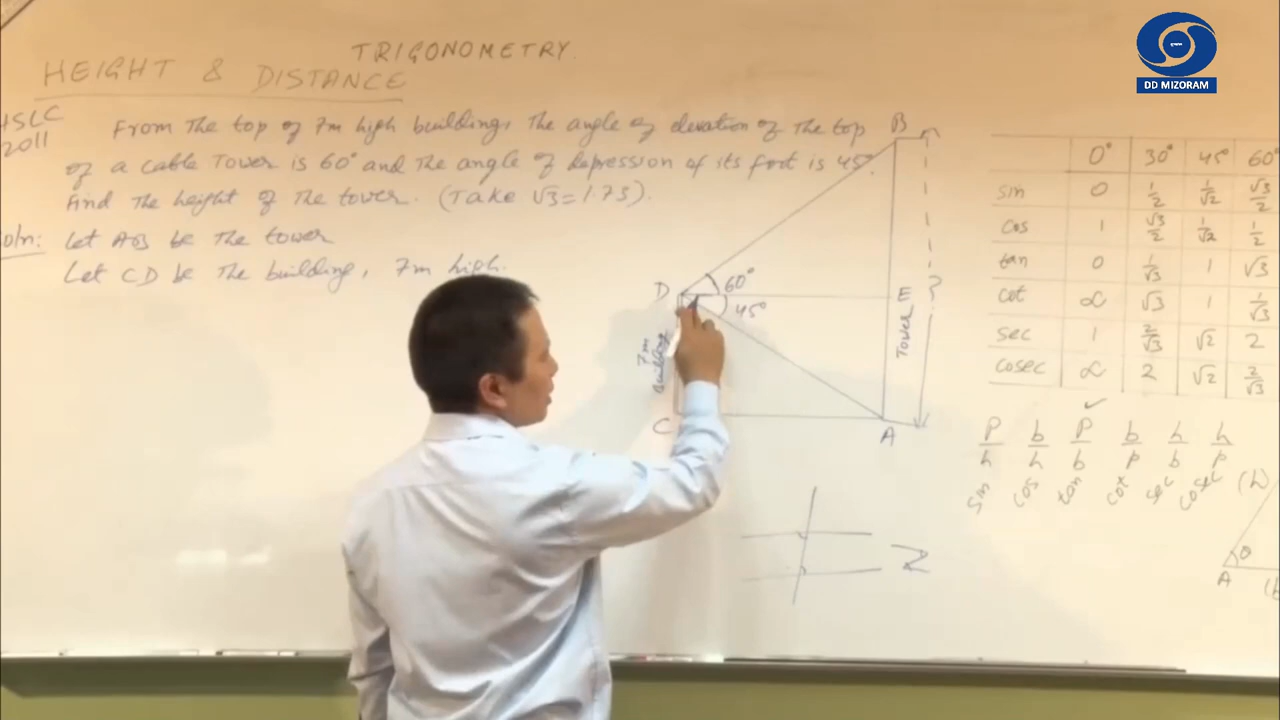 DD MIZORAM
TRIGONOMETRY.
HEIGHT & DISTANCE
HSLC
2011
From The top of 7m high building, The angle of elevation of The top
of a cable Tower is 60° and The angle of depression of its foot is 45°.
Find The height of The tower. (Take √3=1.73).
Soln: Let AB be The tower
Let CD be The building, 7m high.
B
D
60°
45°
E
?
Tower
7m
Building
C
A
0° 30° 45° 60°
sin 0 1/2 1/√2 √3/2
cos 1 √3/2 1/√2 1/2
tan 0 1/√3 1 √3
cot ∝ √3 1 1/√3
sec 1 2/√3 √2 2
cosec ∝ 2 √2 2/√3
P/h b/h P/b b/p h/b h/p
sin cos tan cot sec cosec
(h)
θ
A
Z